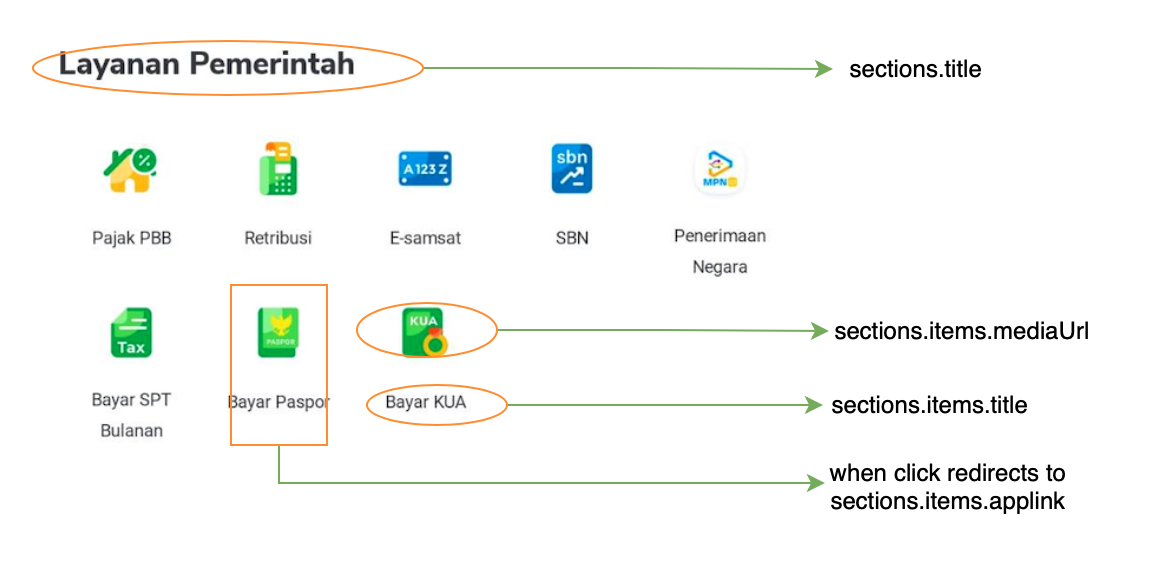 Layanan Pemerintah
sections.title
A 123 Z
sbn
MPN
Pajak PBB
Retribusi
E-samsat
SBN
Penerimaan
Negara
Tax
PASPOR
KUA
sections.items.mediaUrl
Bayar SPT
Bulanan
Bayar Paspor
Bayar KUA
sections.items.title
when click redirects to
sections.items.applink